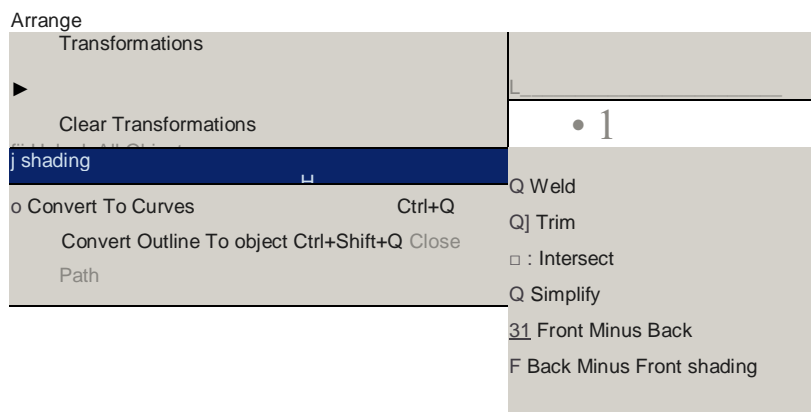 Arrange
Transformations
►
Clear Transformations
j shading
o Convert To Curves Ctrl+Q
Convert Outline To object Ctrl+Shift+Q Close
Path
L
• 1
Q Weld
Q] Trim
□ : Intersect
Q Simplify
31 Front Minus Back
F Back Minus Front shading